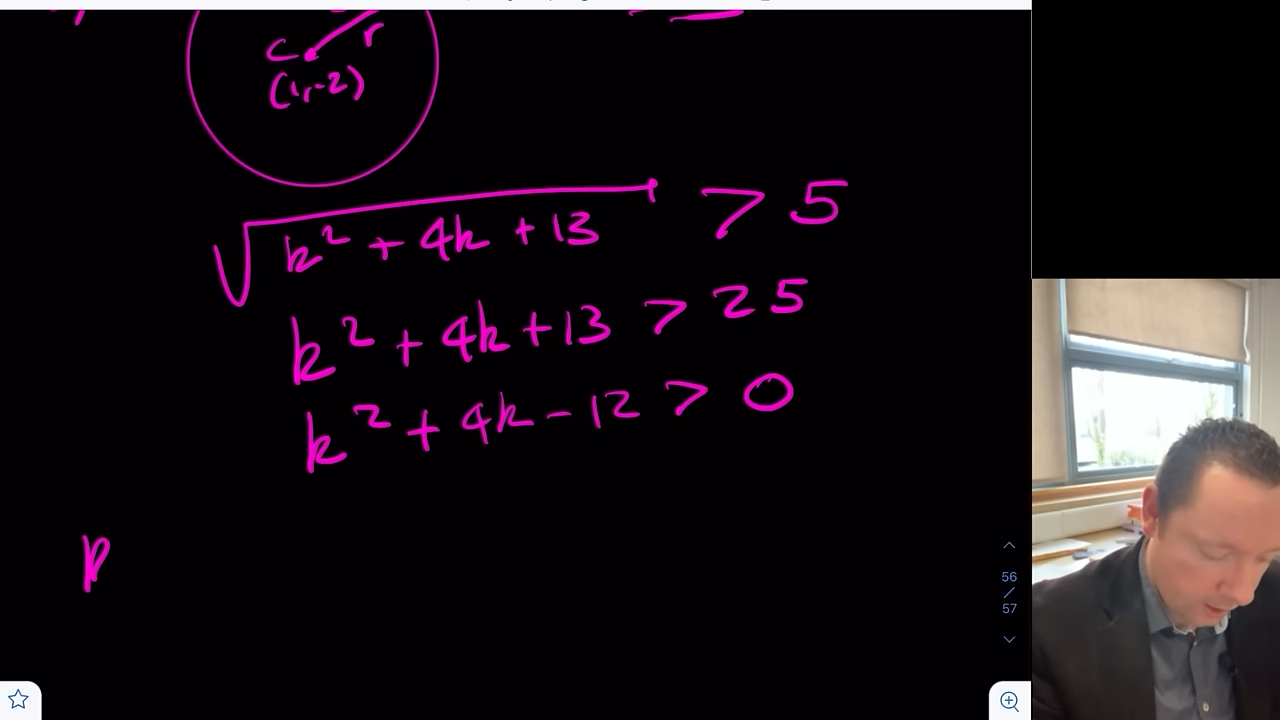 C r
(1,-2)
√k² + 4k + 13 > 5
k² + 4k + 13 > 25
k² + 4k - 12 > 0
56
/
57